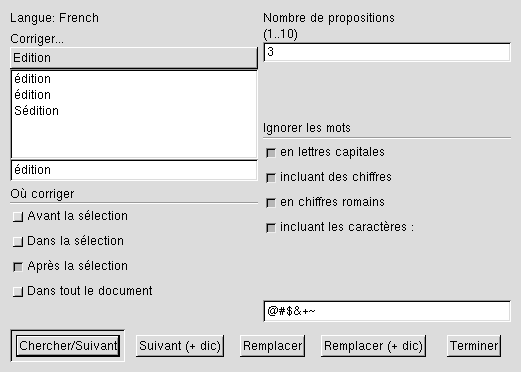 Langue: French
Corriger...
Edition
édition
édition
Sédition
édition
Où corriger
Avant la sélection
Dans la sélection
Après la sélection
Dans tout le document
Nombre de propositions
(1..10)
3
Ignorer les mots
en lettres capitales
incluant des chiffres
en chiffres romains
incluant les caractères :
@#$&+~
Chercher/Suivant Suivant (+ dic) Remplacer Remplacer (+ dic) Terminer